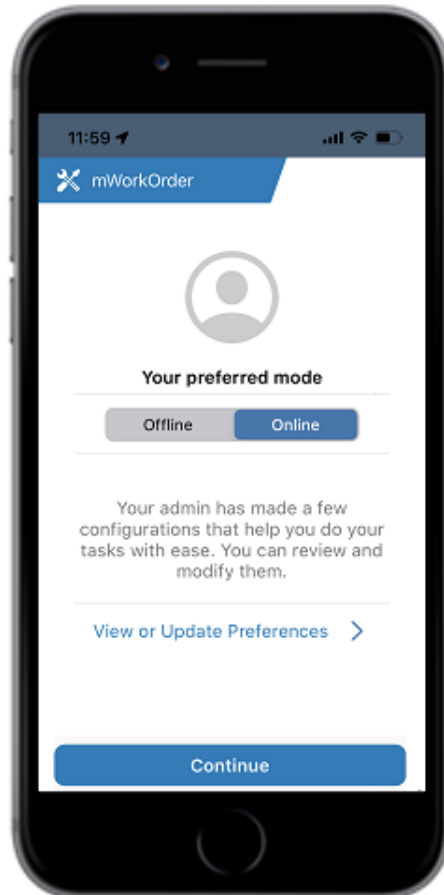 11:59
mWorkOrder
Your preferred mode
Offline Online
Your admin has made a few
configurations that help you do your
tasks with ease. You can review and
modify them.
View or Update Preferences
Continue